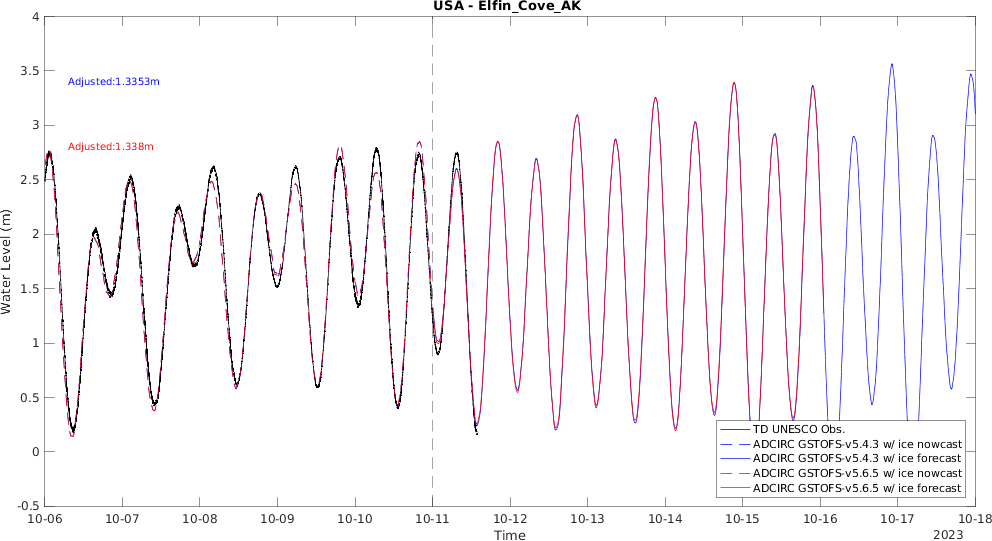 USA - Elfin_Cove_AK
4
3.5
3
2.5
2
1.5
1
0.5
0
-0.5
Water Level (m)
Adjusted:1.3353m
Adjusted:1.338m
TD UNESCO Obs.
ADCIRC GSTOFS-v5.4.3 w/ ice nowcast
ADCIRC GSTOFS-v5.4.3 w/ ice forecast
ADCIRC GSTOFS-v5.6.5 w/ ice nowcast
ADCIRC GSTOFS-v5.6.5 w/ ice forecast
10-06 10-07 10-08 10-09 10-10 10-11 10-12 10-13 10-14 10-15 10-16 10-17 10-18
Time
2023